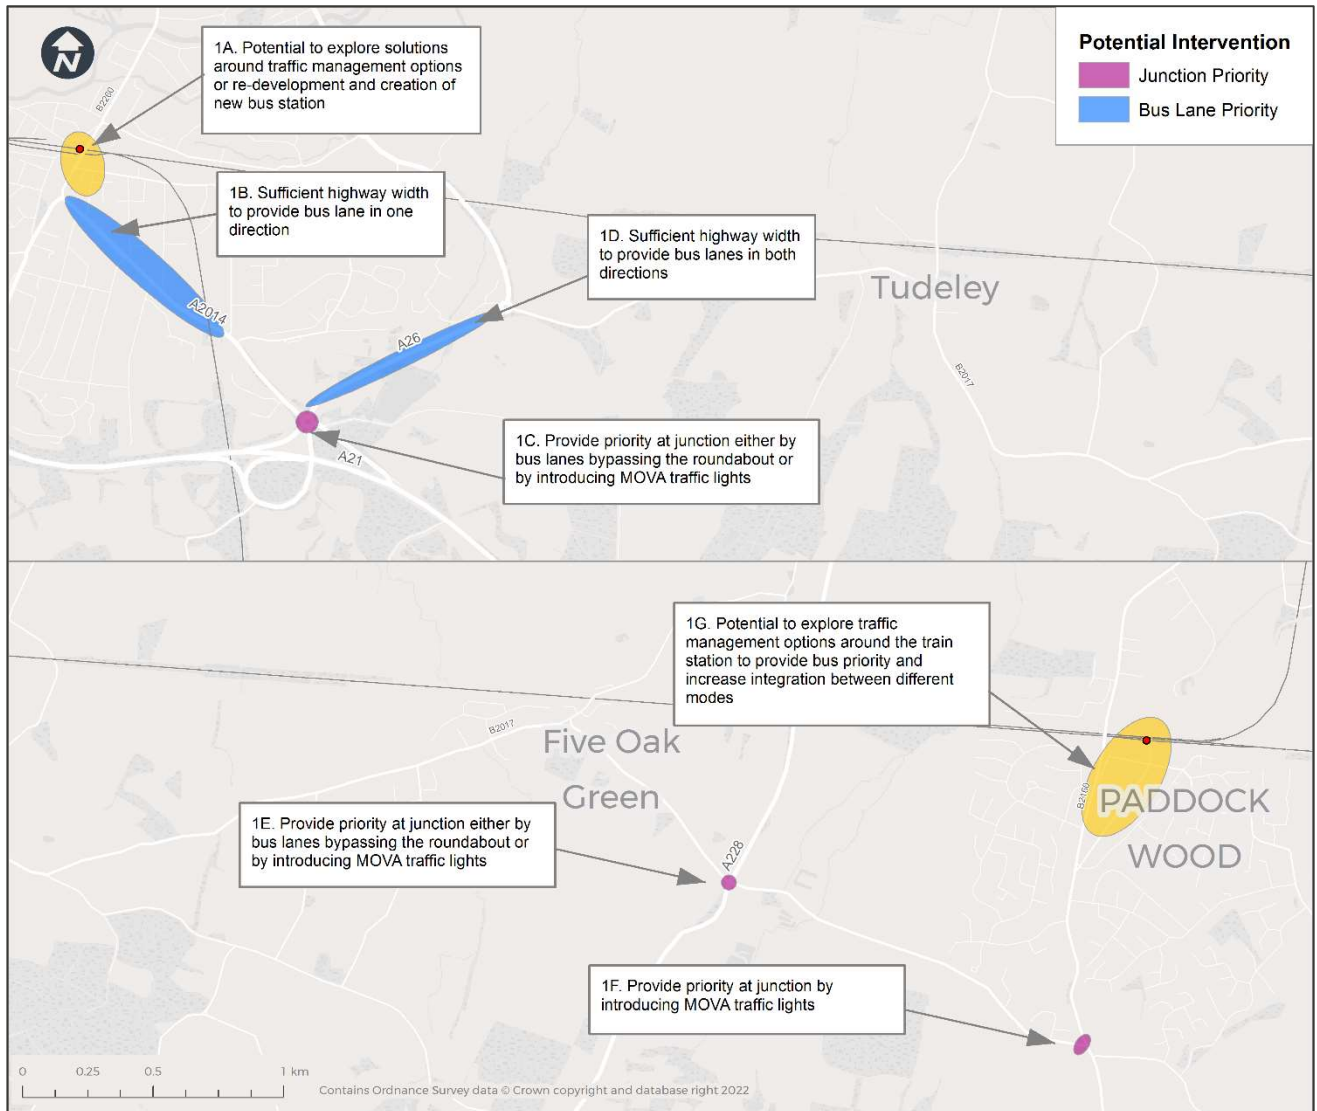 N
1A. Potential to explore solutions
around traffic management options
or re-development and creation of
new bus station
Potential Intervention
Junction Priority
Bus Lane Priority
B2260
1B. Sufficient highway width
to provide bus lane in one
direction
1D. Sufficient highway width
to provide bus lanes in both
directions
Tudeley
A2014
A26
B2017
1C. Provide priority at junction either by
bus lanes bypassing the roundabout or
by introducing MOVA traffic lights
A21
1G. Potential to explore traffic
management options around the train
station to provide bus priority and
increase integration between different
modes
B2017
Five Oak
Green
B2160
PADDOCK
WOOD
1E. Provide priority at junction either by
bus lanes bypassing the roundabout or
by introducing MOVA traffic lights
A228
1F. Provide priority at junction by
introducing MOVA traffic lights
0 0.25 0.5 1 km
Contains Ordnance Survey data © Crown copyright and database right 2022